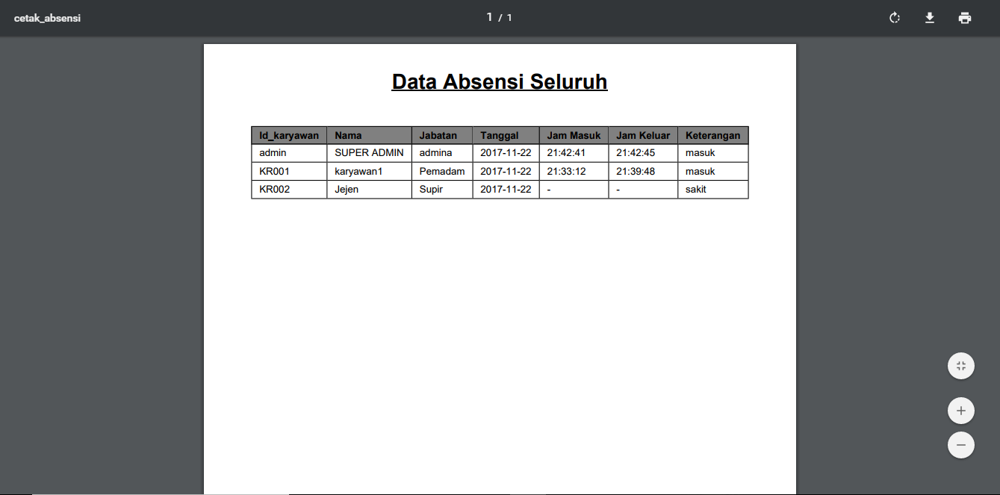 cetak_absensi
1 / 1
Data Absensi Seluruh
Id_karyawan Nama Jabatan Tanggal Jam Masuk Jam Keluar Keterangan
admin SUPER ADMIN admina 2017-11-22 21:42:41 21:42:45 masuk
KR001 karyawan1 Pemadam 2017-11-22 21:33:12 21:39:48 masuk
KR002 Jejen Supir 2017-11-22 - - sakit